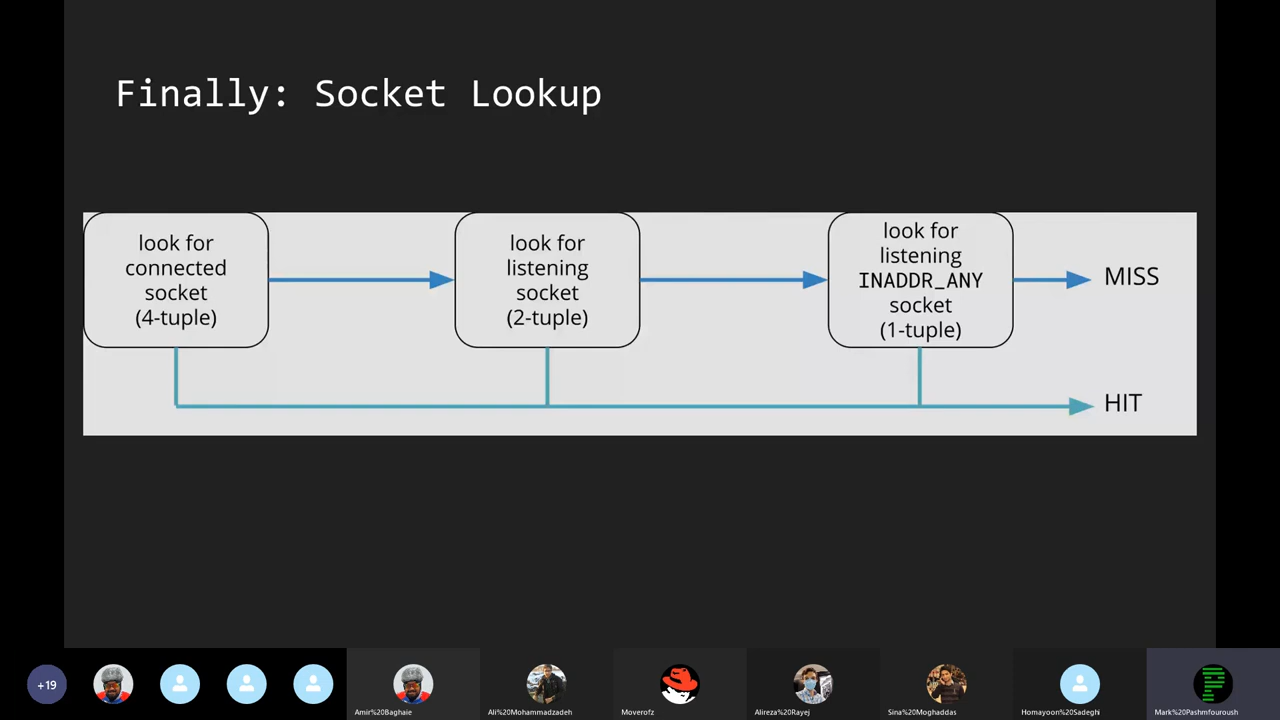 Finally: Socket Lookup
look for
connected
socket
(4-tuple)
look for
listening
socket
(2-tuple)
look for
listening
INADDR_ANY
socket
(1-tuple)
MISS
HIT
+19
Amir%20Baghaie
Ali%20Mohammadzadeh
Moverofz
Alireza%20Rayej
Sina%20Moghaddas
Homayoon%20Sadeghi
Mark%20Pashmfouroush